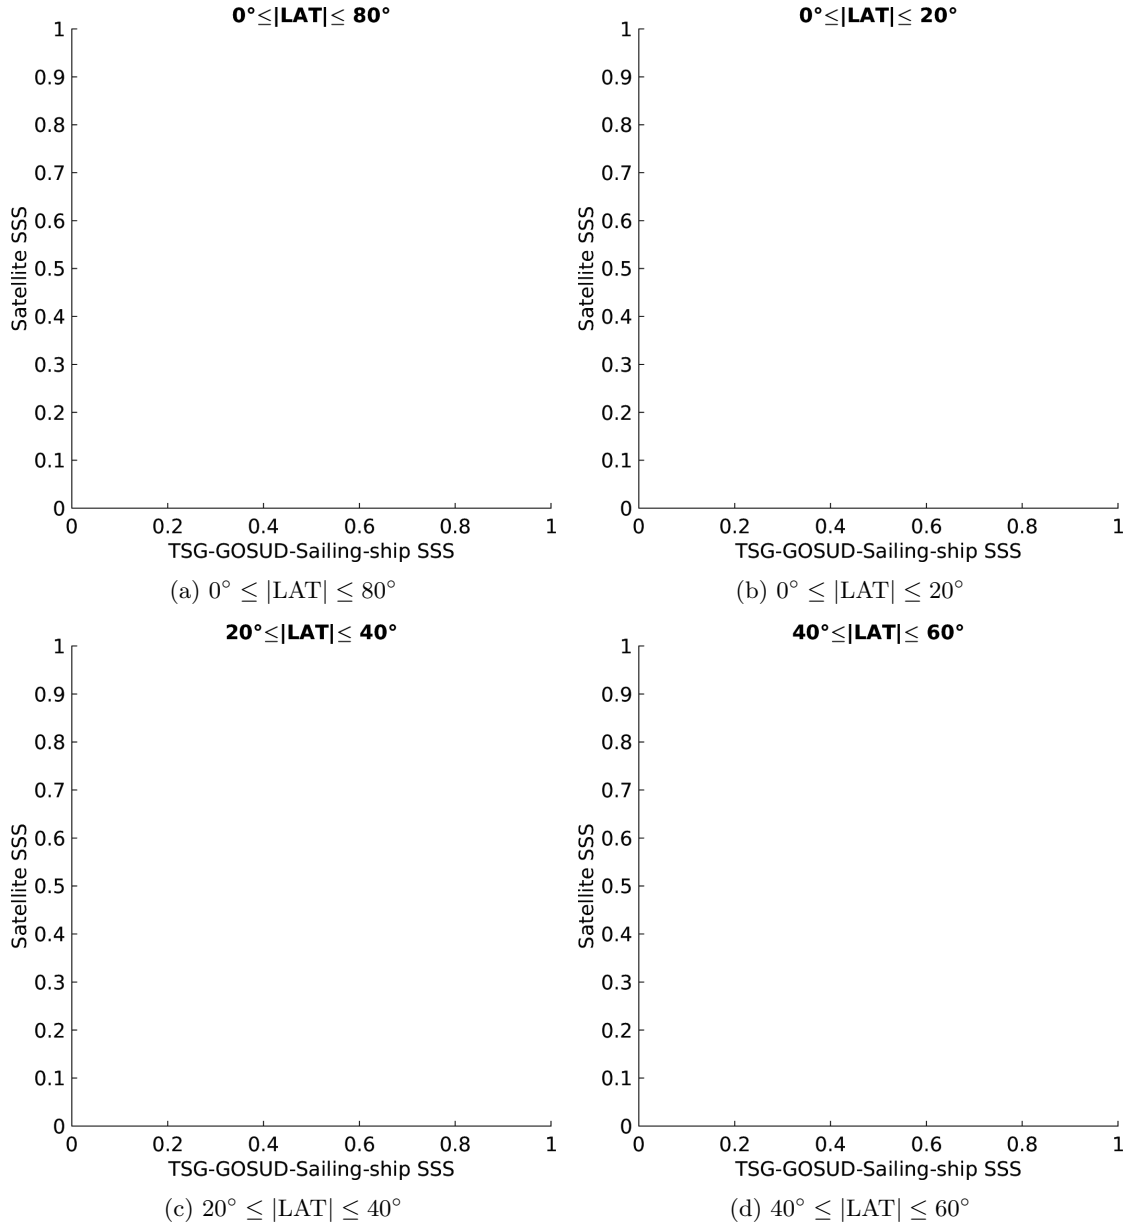 0°≤|LAT|≤ 80°
1
0.9
0.8
0.7
0.6
0.5
0.4
0.3
0.2
0.1
0
Satellite SSS
0 0.2 0.4 0.6 0.8 1
TSG-GOSUD-Sailing-ship SSS
(a) 0° ≤ |LAT| ≤ 80°
0°≤|LAT|≤ 20°
1
0.9
0.8
0.7
0.6
0.5
0.4
0.3
0.2
0.1
0
Satellite SSS
0 0.2 0.4 0.6 0.8 1
TSG-GOSUD-Sailing-ship SSS
(b) 0° ≤ |LAT| ≤ 20°
20°≤|LAT|≤ 40°
1
0.9
0.8
0.7
0.6
0.5
0.4
0.3
0.2
0.1
0
Satellite SSS
0 0.2 0.4 0.6 0.8 1
TSG-GOSUD-Sailing-ship SSS
(c) 20° ≤ |LAT| ≤ 40°
40°≤|LAT|≤ 60°
1
0.9
0.8
0.7
0.6
0.5
0.4
0.3
0.2
0.1
0
Satellite SSS
0 0.2 0.4 0.6 0.8 1
TSG-GOSUD-Sailing-ship SSS
(d) 40° ≤ |LAT| ≤ 60°